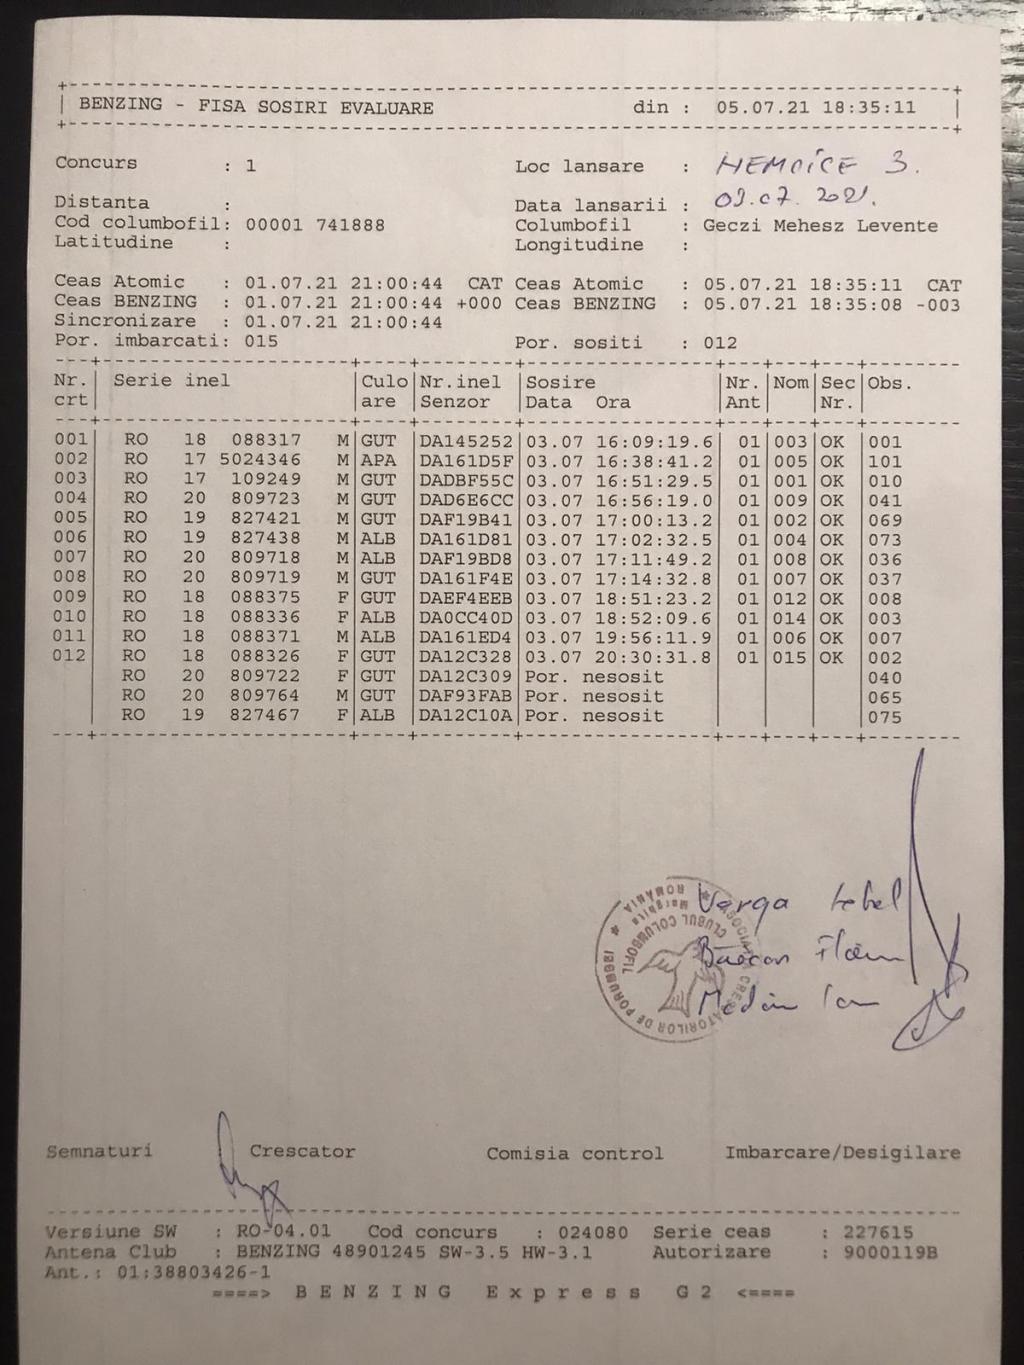 BENZING - FISA SOSIRI EVALUARE din : 05.07.21 18:35:11
Concurs : 1 Loc lansare : HEMOICE 3.
Distanta : Data lansarii : 03.07.2021.
Cod columbofil: 00001 741888 Columbofil : Geczi Mehesz Levente
Latitudine : Longitudine :
Ceas Atomic : 01.07.21 21:00:44 CAT Ceas Atomic : 05.07.21 18:35:11 CAT
Ceas BENZING : 01.07.21 21:00:44 +000 Ceas BENZING : 05.07.21 18:35:08 -003
Sincronizare : 01.07.21 21:00:44
Por. imbarcati: 015 Por. sositi : 012
Nr. Serie inel Culo Nr.inel Sosire Nr. Nom Sec Obs.
crt are Senzor Data Ora Ant Nr.
001 RO 18 088317 M GUT DA145252 03.07 16:09:19.6 01 003 OK 001
002 RO 17 5024346 M APA DA161D5F 03.07 16:38:41.2 01 005 OK 101
003 RO 17 109249 M GUT DADBF55C 03.07 16:51:29.5 01 001 OK 010
004 RO 20 809723 M GUT DAD6E6CC 03.07 16:56:19.0 01 009 OK 041
005 RO 19 827421 M GUT DAF19B41 03.07 17:00:13.2 01 002 OK 069
006 RO 19 827438 M ALB DA161D81 03.07 17:02:32.5 01 004 OK 073
007 RO 20 809718 M ALB DAF19BD8 03.07 17:11:49.2 01 008 OK 036
008 RO 20 809719 M GUT DA161F4E 03.07 17:14:32.8 01 007 OK 037
009 RO 18 088375 F GUT DAEF4EEB 03.07 18:51:23.2 01 012 OK 008
010 RO 18 088336 F ALB DA0CC40D 03.07 18:52:09.6 01 014 OK 003
011 RO 18 088371 M ALB DA161ED4 03.07 19:56:11.9 01 006 OK 007
012 RO 18 088326 F GUT DA12C328 03.07 20:30:31.8 01 015 OK 002
RO 20 809722 F GUT DA12C309 Por. nesosit 040
RO 20 809764 M GUT DAF93FAB Por. nesosit 065
RO 19 827467 F ALB DA12C10A Por. nesosit 075
Varga
ROMANIA
Marghita
CLUBUL COLUMBOFIL
Semnaturi Crescator Comisia control Imbarcare/Desigilare
Versiune SW : RO-04.01 Cod concurs : 024080 Serie ceas : 227615
Antena Club : BENZING 48901245 SW-3.5 HW-3.1 Autorizare : 9000119B
Ant.: 01:38803426-1
====> BENZING Express G2 <====